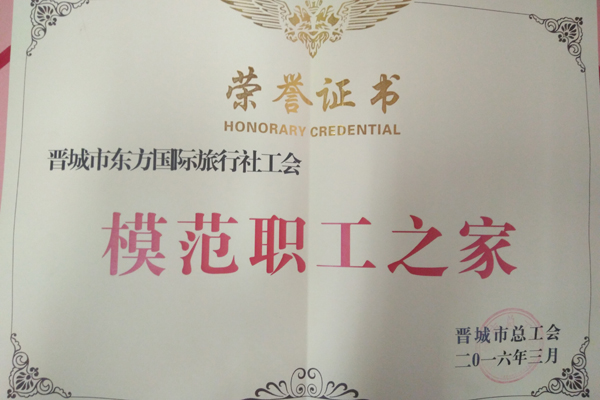 荣誉证书
HONORARY CREDENTIAL
晋城市东方国际旅行社工会
模范职工之家
晋城市总工会
二0一六年三月